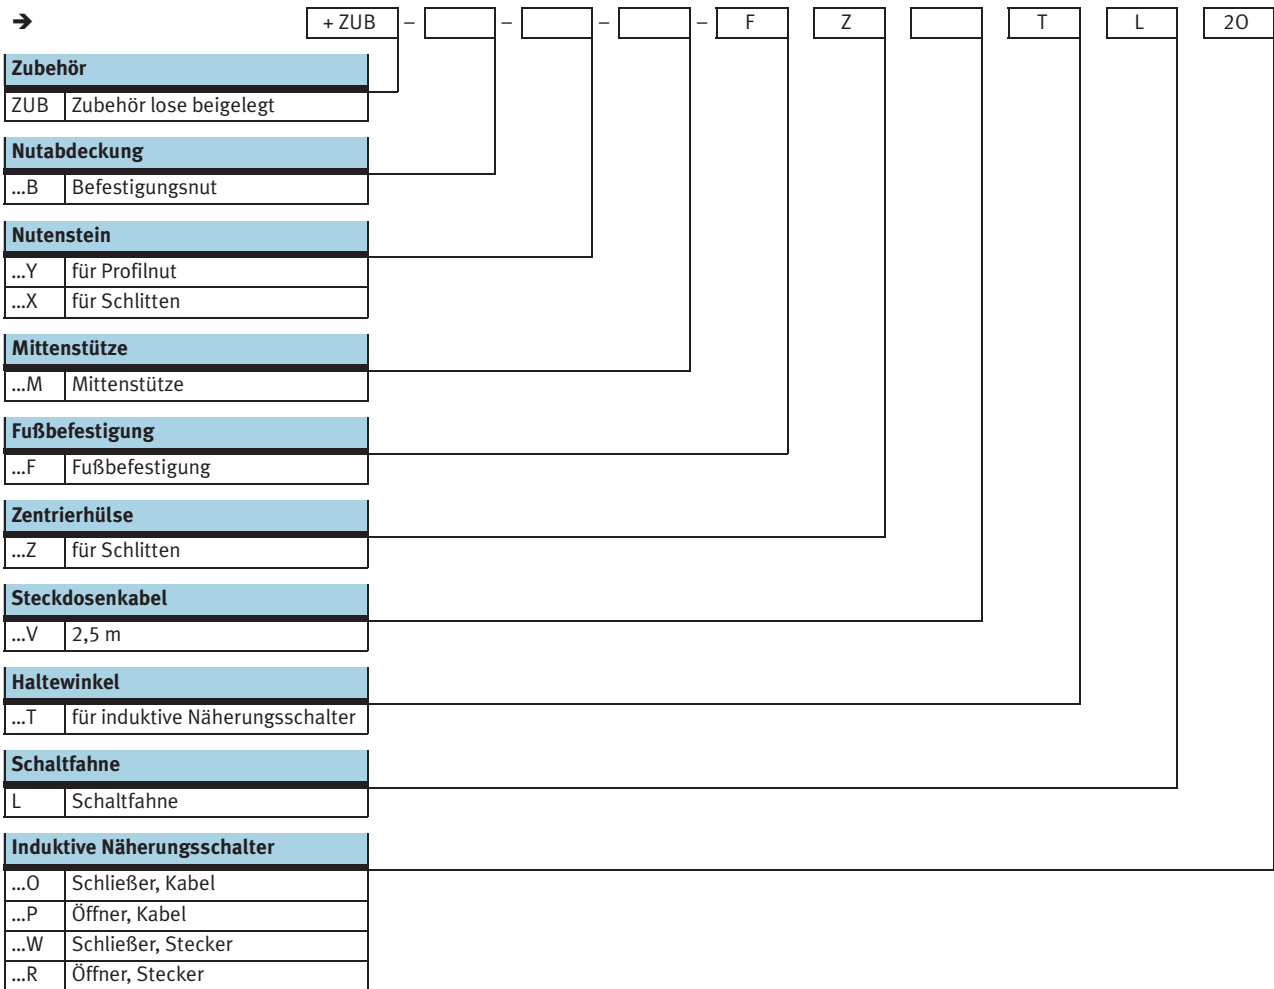 ➔ + ZUB – – – – F Z T L 2O
Zubehör
ZUB Zubehör lose beigelegt
Nutabdeckung
...B Befestigungsnut
Nutenstein
...Y für Profilnut
...X für Schlitten
Mittenstütze
...M Mittenstütze
Fußbefestigung
...F Fußbefestigung
Zentrierhülse
...Z für Schlitten
Steckdosenkabel
...V 2,5 m
Haltewinkel
...T für induktive Näherungsschalter
Schaltfahne
L Schaltfahne
Induktive Näherungsschalter
...O Schließer, Kabel
...P Öffner, Kabel
...W Schließer, Stecker
...R Öffner, Stecker